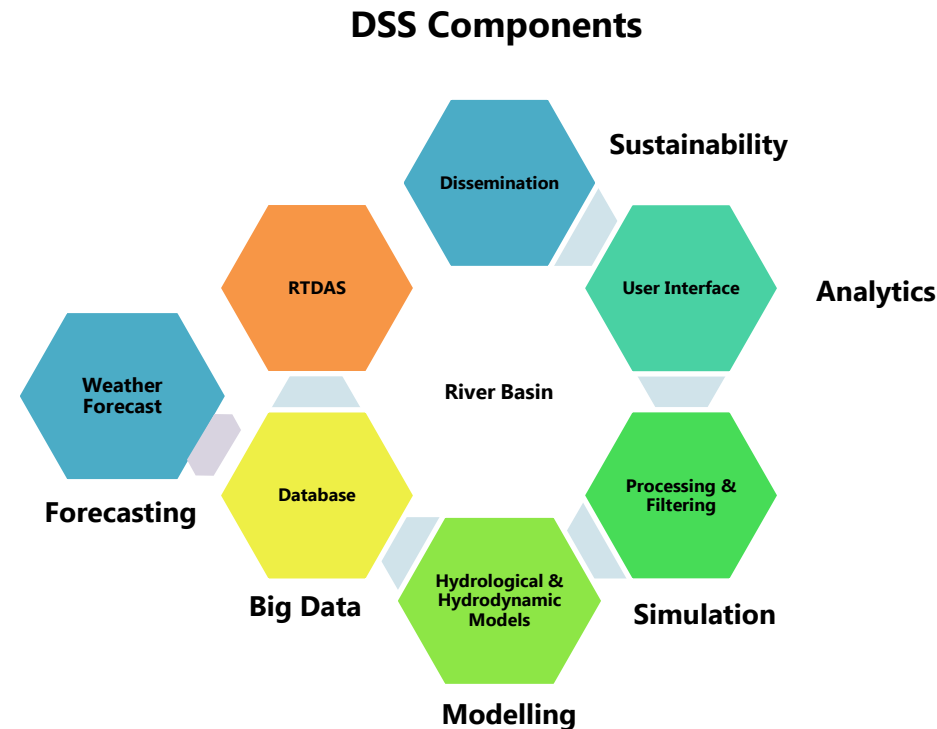 DSS Components
Dissemination
Sustainability
RTDAS
User Interface
Analytics
Weather
Forecast
River Basin
Forecasting
Database
Processing &
Filtering
Big Data
Hydrological &
Hydrodynamic
Models
Simulation
Modelling